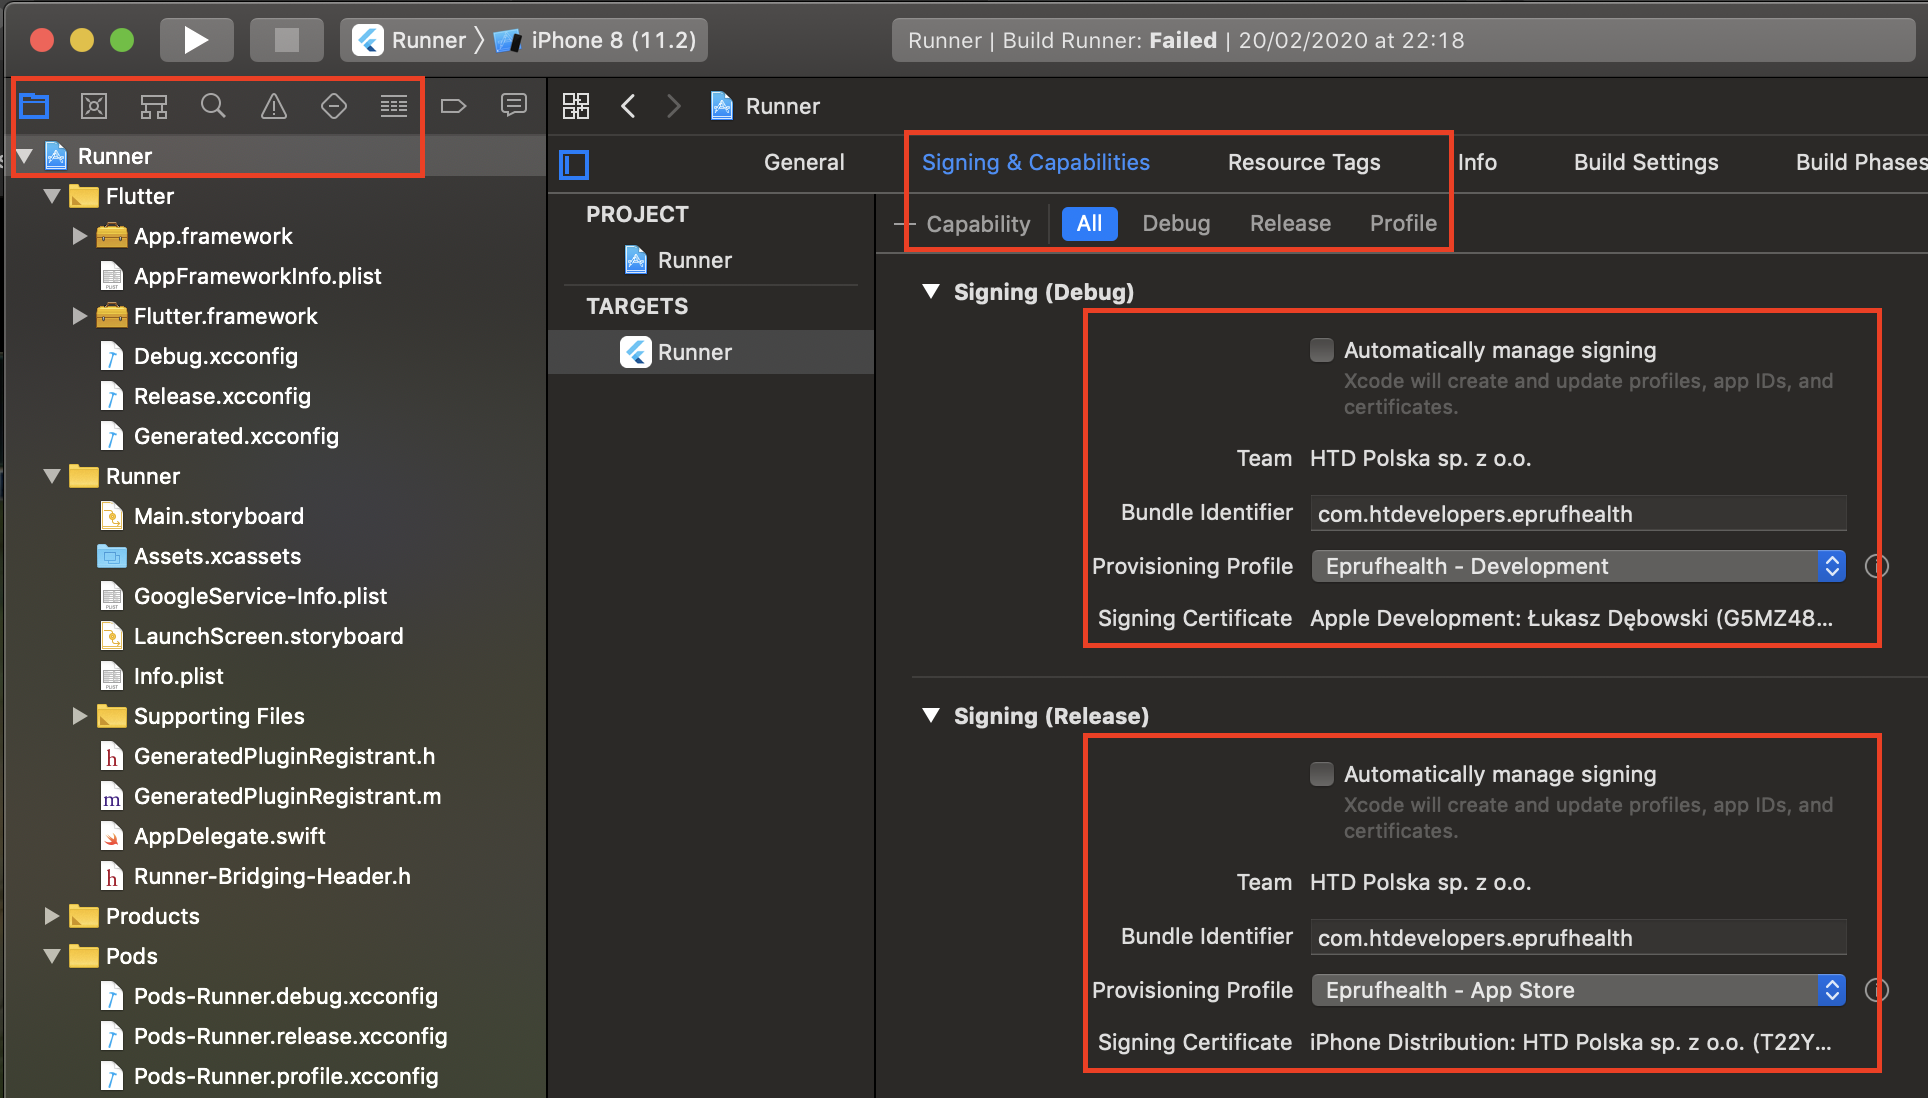 Runner iPhone 8 (11.2)
Runner | Build Runner: Failed | 20/02/2020 at 22:18
Runner
Flutter
App.framework
AppFrameworkInfo.plist
Flutter.framework
Debug.xcconfig
Release.xcconfig
Generated.xcconfig
Runner
Main.storyboard
Assets.xcassets
GoogleService-Info.plist
LaunchScreen.storyboard
Info.plist
Supporting Files
GeneratedPluginRegistrant.h
GeneratedPluginRegistrant.m
AppDelegate.swift
Runner-Bridging-Header.h
Products
Pods
Pods-Runner.debug.xcconfig
Pods-Runner.release.xcconfig
Pods-Runner.profile.xcconfig
Runner
General Signing & Capabilities Resource Tags Info Build Settings Build Phases
PROJECT
Runner
TARGETS
Runner
Capability All Debug Release Profile
Signing (Debug)
Automatically manage signing
Xcode will create and update profiles, app IDs, and
certificates.
Team HTD Polska sp. z o.o.
Bundle Identifier com.htdevelopers.eprufhealth
Provisioning Profile Eprufhealth - Development
Signing Certificate Apple Development: Łukasz Dębowski (G5MZ48...
Signing (Release)
Automatically manage signing
Xcode will create and update profiles, app IDs, and
certificates.
Team HTD Polska sp. z o.o.
Bundle Identifier com.htdevelopers.eprufhealth
Provisioning Profile Eprufhealth - App Store
Signing Certificate iPhone Distribution: HTD Polska sp. z o.o. (T22Y...